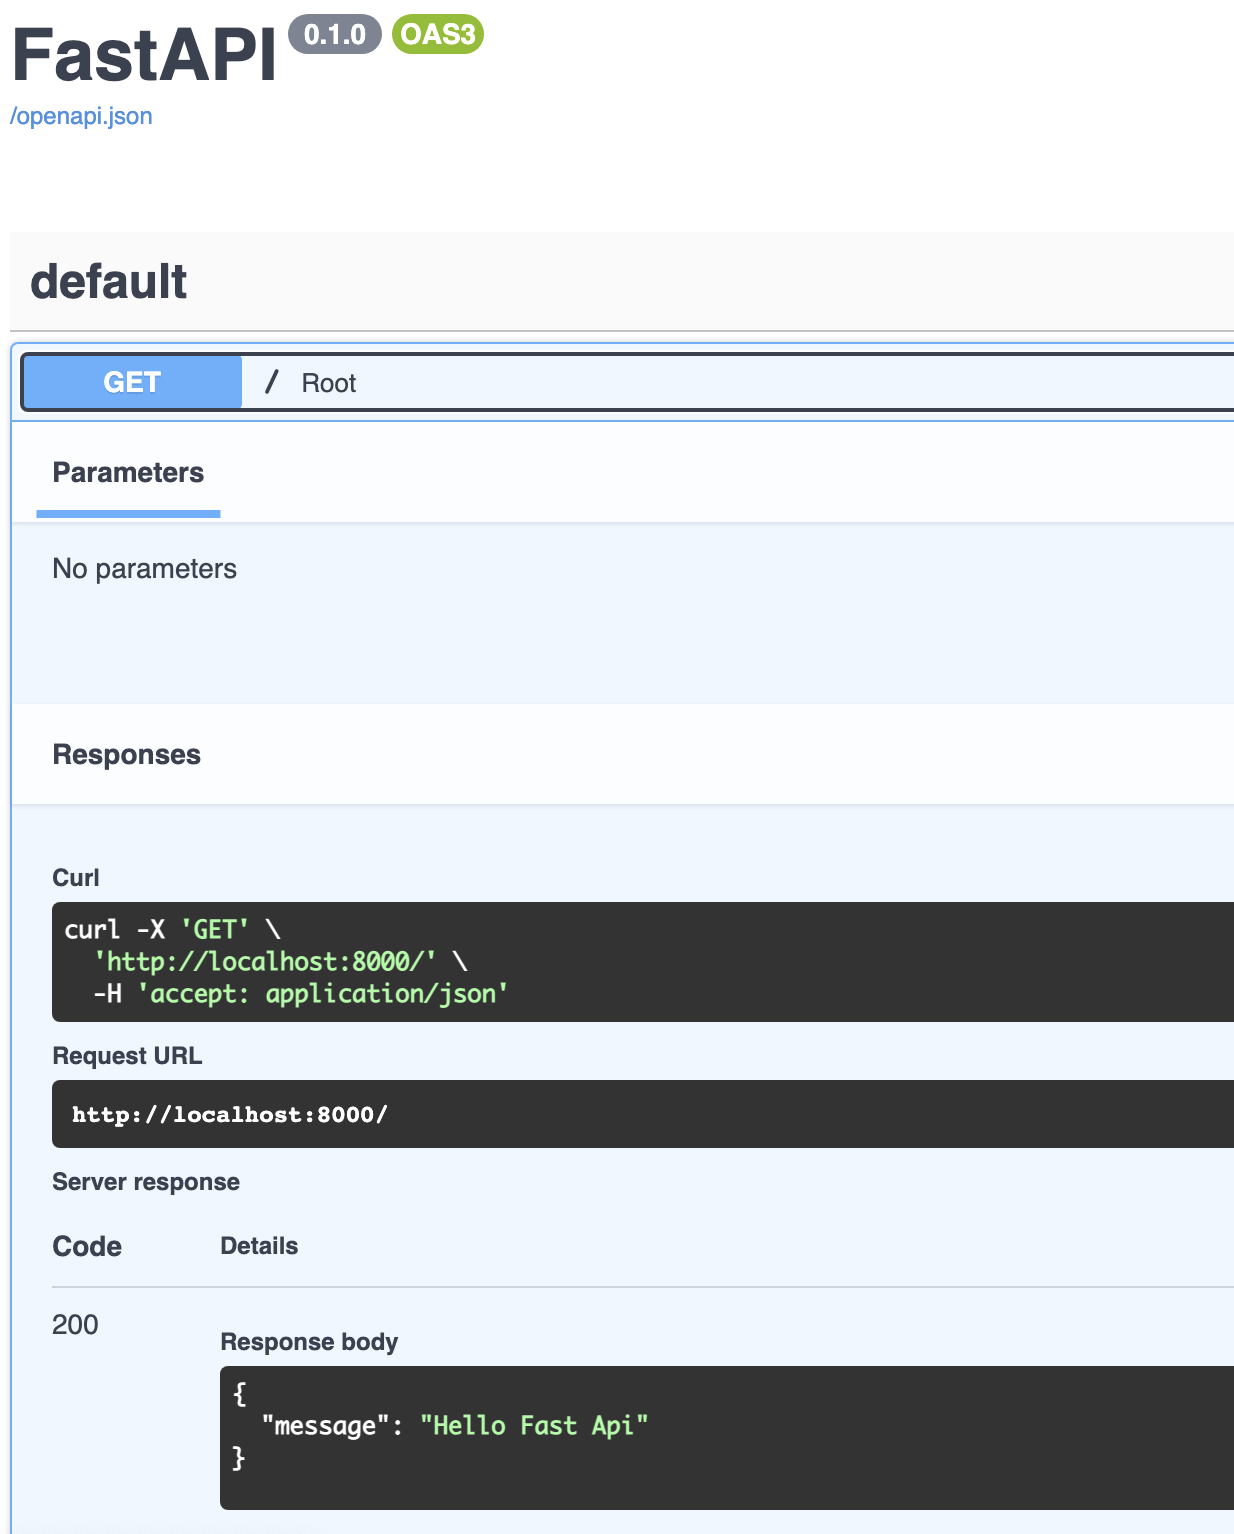 FastAPI 0.1.0 OAS3
/openapi.json
default
GET / Root
Parameters
No parameters
Responses
Curl
curl -X 'GET' \
  'http://localhost:8000/' \
  -H 'accept: application/json'
Request URL
http://localhost:8000/
Server response
Code Details
200
Response body
{
  "message": "Hello Fast Api"
}